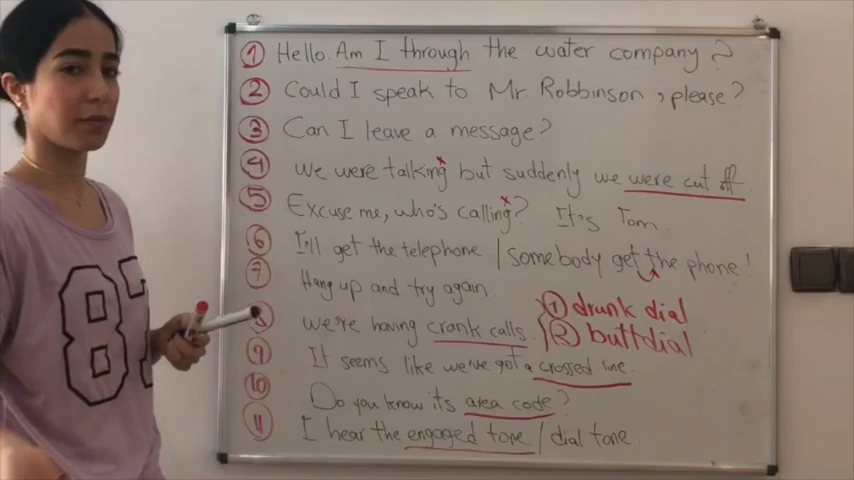 1 Hello. Am I through the water company?
2 Could I speak to Mr. Robbinson, please?
3 Can I leave a message?
4 we were talking but suddenly we were cut off.
5 Excuse me, who's calling? It's Tom.
6 I'll get the telephone / somebody get the phone!
7 Hang up and try again.
8 we're having crank calls.
1 drunk dial
2 buttdial
9 It seems like we've got a crossed line.
10 Do you know its area code?
11 I hear the engaged tone / dial tone.
87